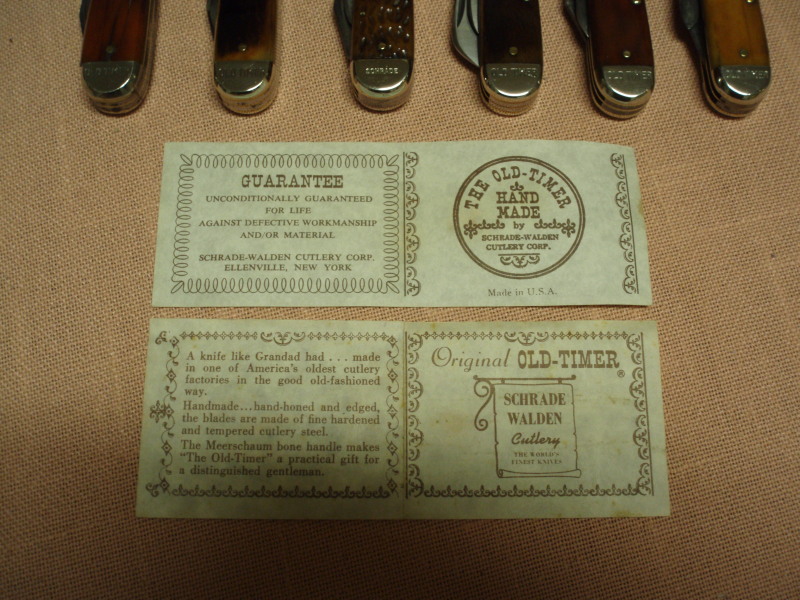 OLD TIMER
SCHRADE
OLD TIMER
OLD TIMER
OLD TIMER
GUARANTEE
UNCONDITIONALLY GUARANTEED
FOR LIFE
AGAINST DEFECTIVE WORKMANSHIP
AND/OR MATERIAL
SCHRADE-WALDEN CUTLERY CORP.
ELLENVILLE, NEW YORK
THE OLD-TIMER
HAND
MADE
by
SCHRADE-WALDEN
CUTLERY CORP.
Made in U.S.A.
A knife like Grandad had . . . made
in one of America's oldest cutlery
factories in the good old-fashioned
way.
Handmade...hand-honed and edged,
the blades are made of fine hardened
and tempered cutlery steel.
The Meerschaum bone handle makes
"The Old-Timer" a practical gift for
a distinguished gentleman.
Original OLD-TIMER®
SCHRADE
WALDEN
Cutlery
THE WORLD'S
FINEST KNIVES